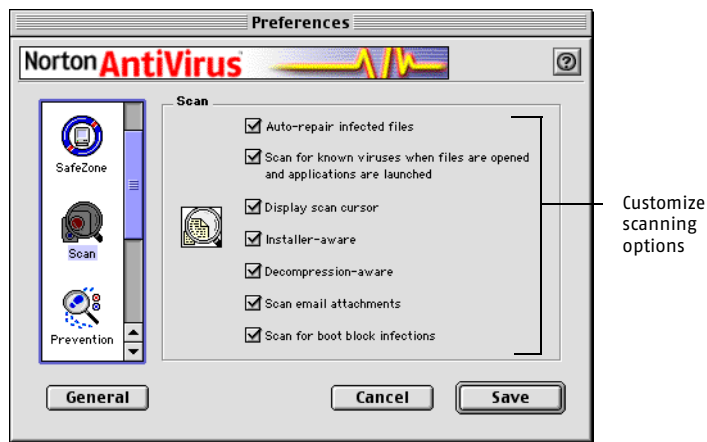 Preferences
Norton AntiVirus
?
SafeZone
Scan
Prevention
Scan
Auto-repair infected files
Scan for known viruses when files are opened
and applications are launched
Display scan cursor
Installer-aware
Decompression-aware
Scan email attachments
Scan for boot block infections
Customize
scanning
options
General
Cancel
Save